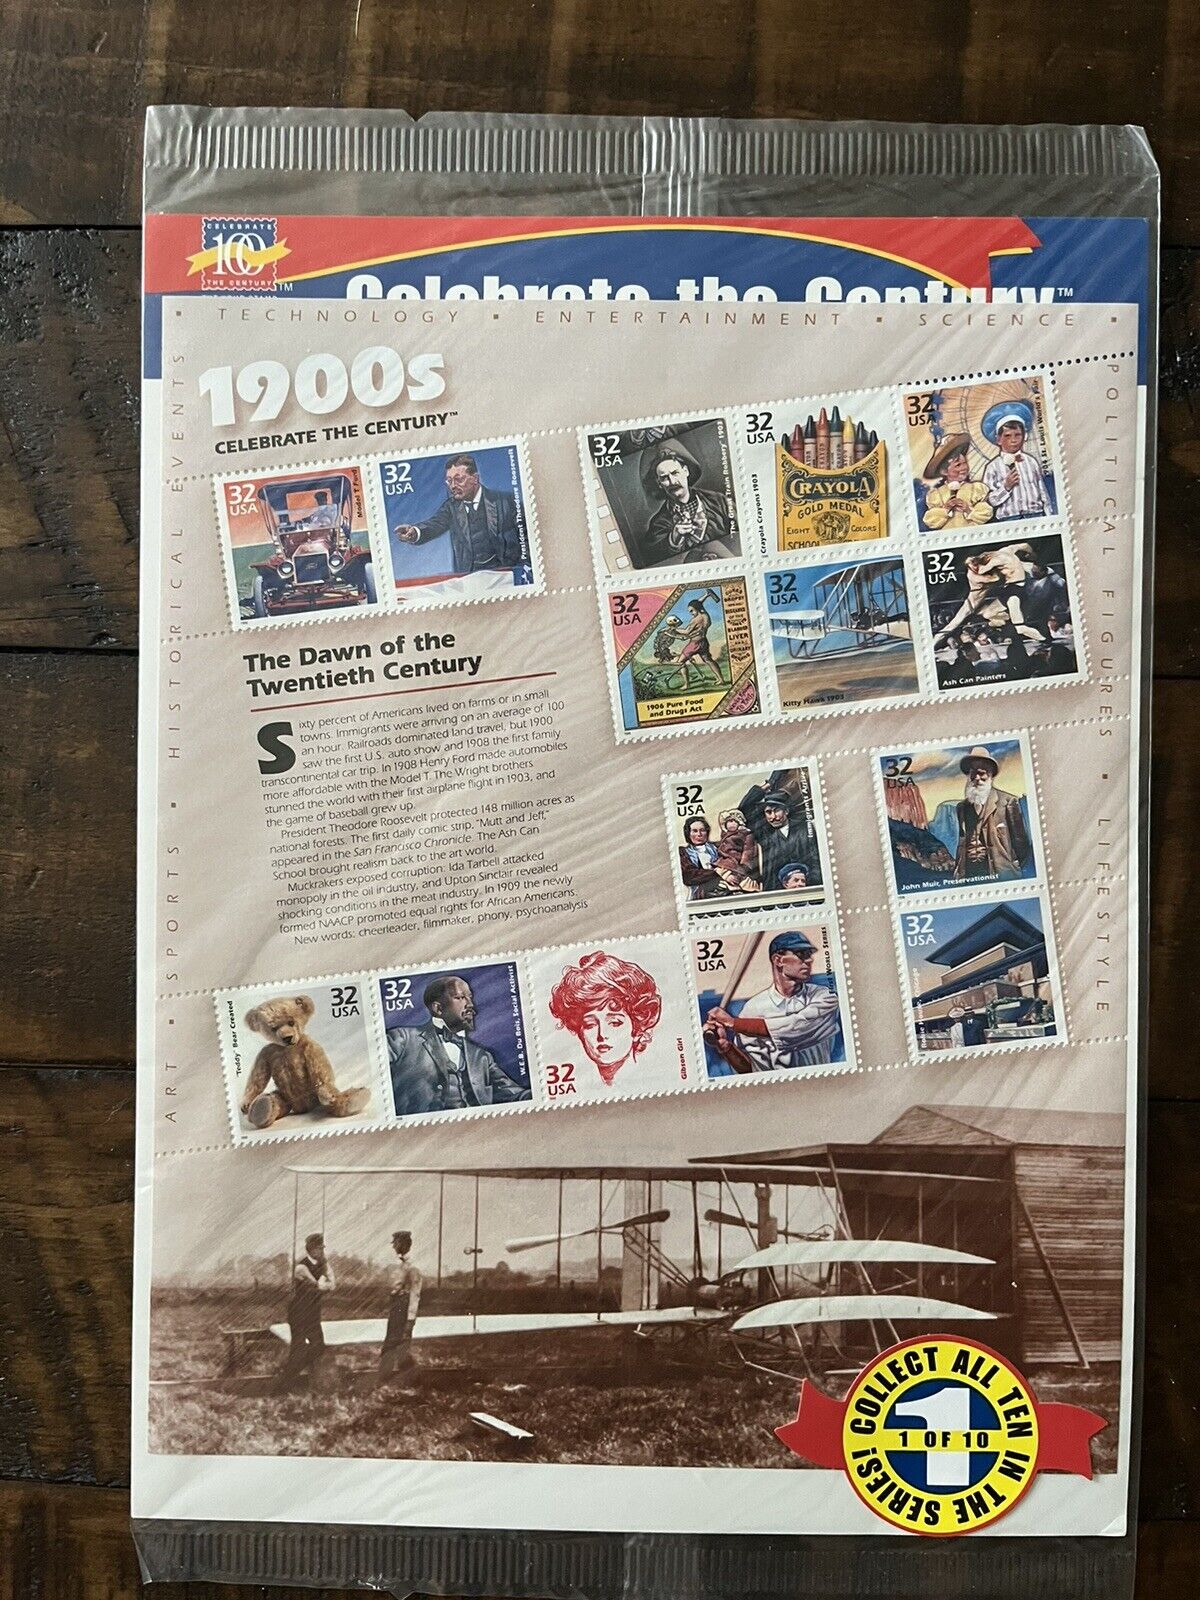 CELEBRATE
100
THE CENTURY
TM
Celebrate the Century™
TECHNOLOGY ▪ ENTERTAINMENT ▪ SCIENCE ▪
POLITICAL FIGURES ▪ LIFESTYLE
ART ▪ SPORTS ▪ HISTORICAL EVENTS ▪
1900s
CELEBRATE THE CENTURY™
32
USA
Model T Ford
32
USA
President Theodore Roosevelt
32
USA
The Great Train Robbery 1903
32
USA
Crayola Crayons 1903
CRAYOLA
GOLD MEDAL
EIGHT COLORS
SCHOOL
32
USA
1904 St. Louis World's Fair
32
USA
1906 Pure Food
and Drugs Act
LIVER
32
USA
Kitty Hawk 1903
32
USA
Ash Can Painters
The Dawn of the
Twentieth Century
Sixty percent of Americans lived on farms or in small
towns. Immigrants were arriving on an average of 100
an hour. Railroads dominated land travel, but 1900
saw the first U.S. auto show and 1908 the first family
transcontinental car trip. In 1908 Henry Ford made automobiles
more affordable with the Model T. The Wright brothers
stunned the world with their first airplane flight in 1903, and
the game of baseball grew up.
President Theodore Roosevelt protected 148 million acres as
national forests. The first daily comic strip, "Mutt and Jeff,"
appeared in the San Francisco Chronicle. The Ash Can
School brought realism back to the art world.
Muckrakers exposed corruption: Ida Tarbell attacked
monopoly in the oil industry, and Upton Sinclair revealed
shocking conditions in the meat industry. In 1909 the newly
formed NAACP promoted equal rights for African Americans.
New words: cheerleader, filmmaker, phony, psychoanalysis
32
USA
Immigrants Arrive
32
USA
John Muir, Preservationist
32
USA
"Teddy" Bear Created
32
USA
W.E.B. Du Bois, Social Activist
32
USA
Gibson Girl
32
USA
First World Series
32
USA
COLLECT ALL TEN IN THE SERIES!
1
1 OF 10